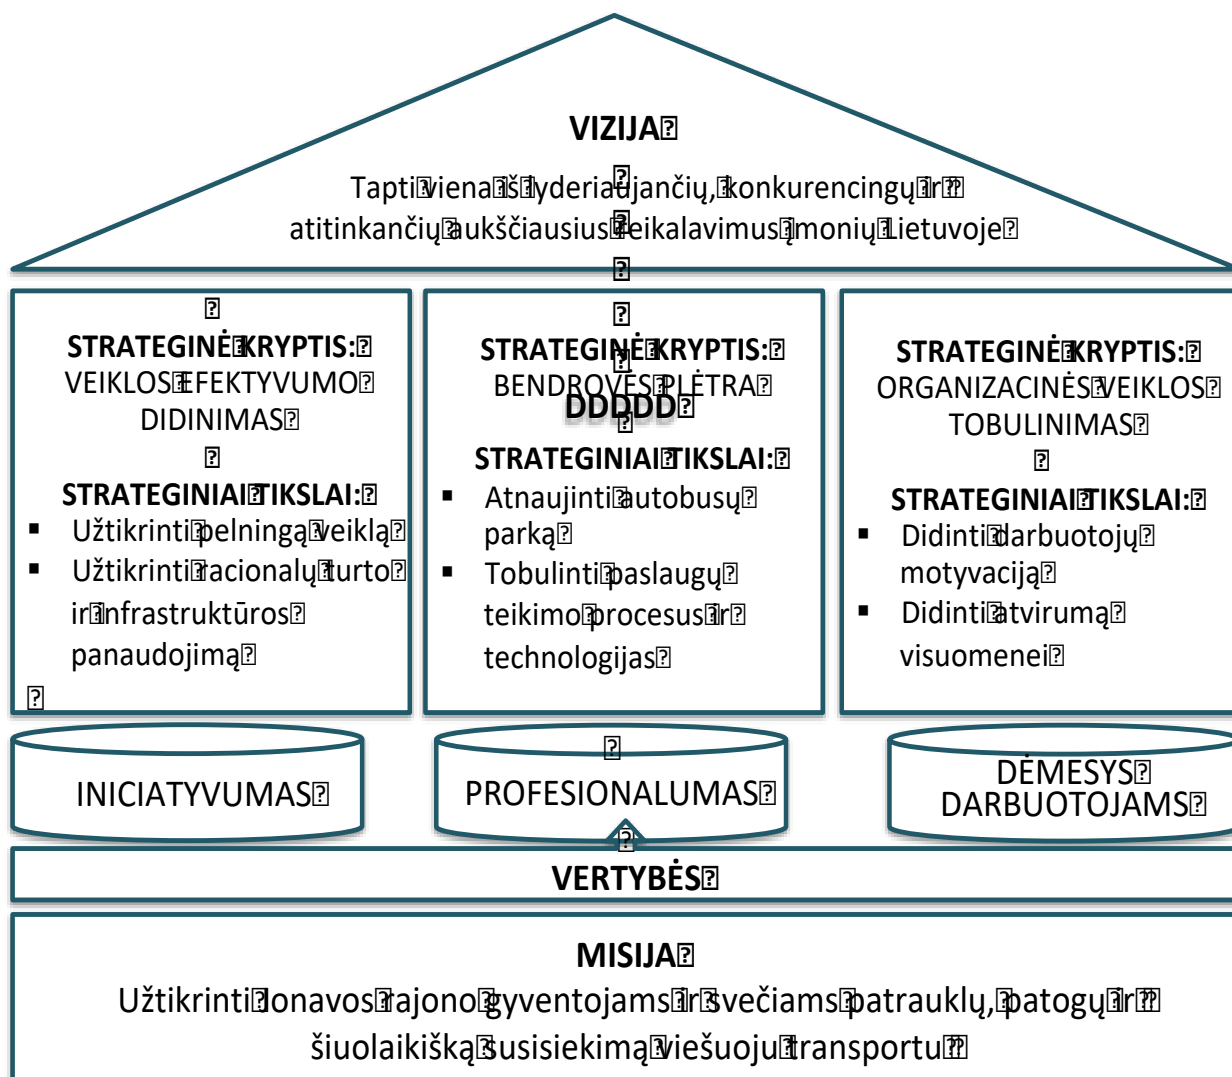 VIZIJA
Tapti viena iš lyderiaujančių, konkurencingų ir
atitinkančių aukščiausius reikalavimus įmonių Lietuvoje
STRATEGINĖ KRYPTIS:
VEIKLOS EFEKTYVUMO
DIDINIMAS
STRATEGINIAI TIKSLAI:
▪ Užtikrinti pelningą veiklą
▪ Užtikrinti racionalų turto
ir infrastruktūros
panaudojimą
STRATEGINĖ KRYPTIS:
BENDROVĖS PLĖTRA
DDDDD
STRATEGINIAI TIKSLAI:
▪ Atnaujinti autobusų
parką
▪ Tobulinti paslaugų
teikimo procesus ir
technologijas
STRATEGINĖ KRYPTIS:
ORGANIZACINĖS VEIKLOS
TOBULINIMAS
STRATEGINIAI TIKSLAI:
▪ Didinti darbuotojų
motyvaciją
▪ Didinti atvirumą
visuomenei
INICIATYVUMAS
PROFESIONALUMAS
DĖMESYS
DARBUOTOJAMS
VERTYBĖS
MISIJA
Užtikrinti Jonavos rajono gyventojams ir svečiams patrauklų, patogų ir
šiuolaikišką susisiekimą viešuoju transportu